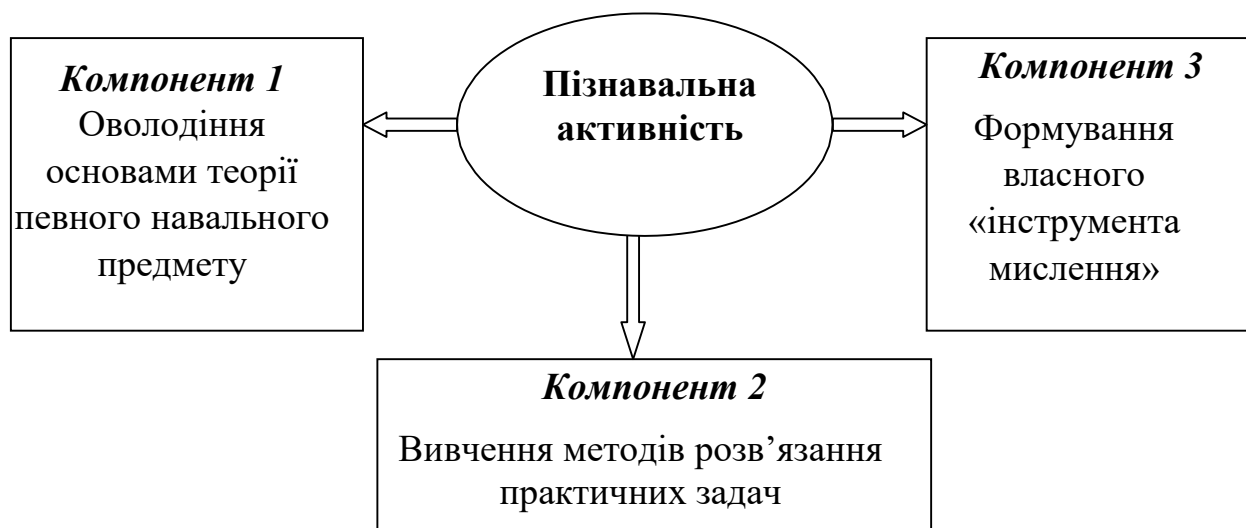 Компонент 1
Оволодіння
основами теорії
певного навального
предмету
Пізнавальна
активність
Компонент 3
Формування
власного
«інструмента
мислення»
Компонент 2
Вивчення методів розв’язання
практичних задач